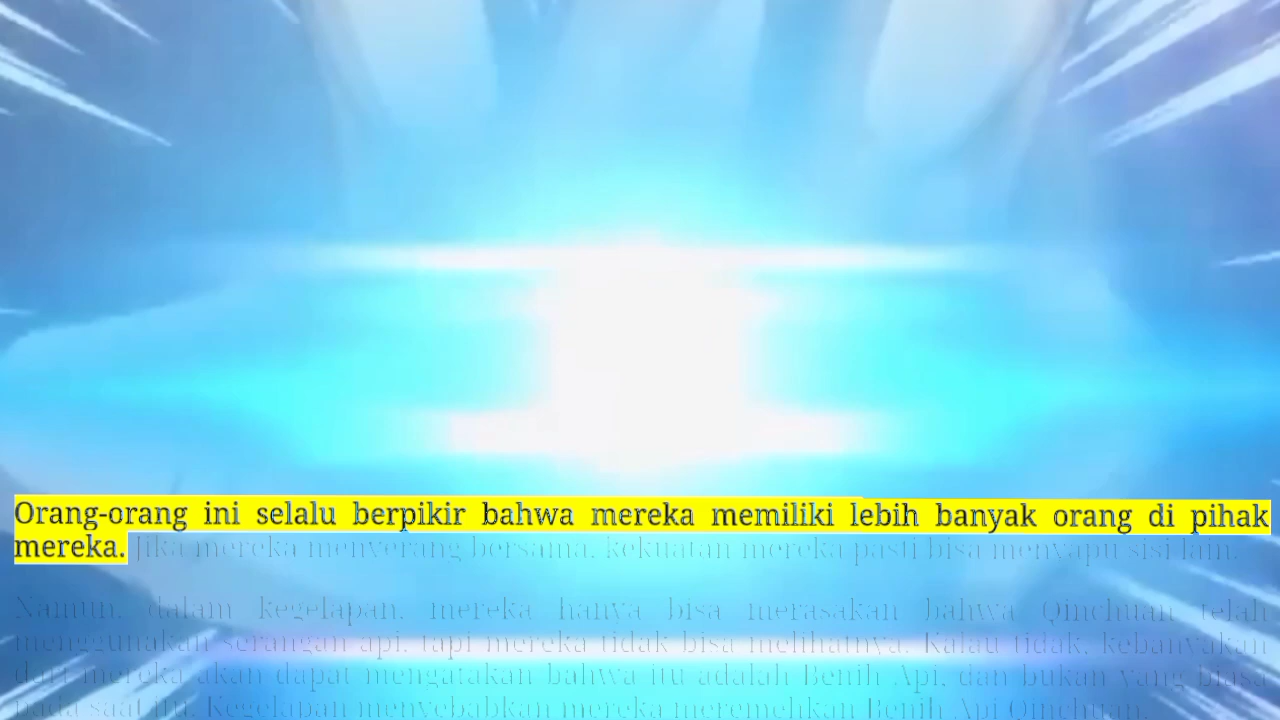 Orang-orang ini selalu berpikir bahwa mereka memiliki lebih banyak orang di pihak
mereka. Jika mereka menyerang bersama, kekuatan mereka pasti bisa menyapu sisi lain.
Namun, dalam kegelapan, mereka hanya bisa merasakan bahwa Qinchuan telah
menggunakan serangan api, tapi mereka tidak bisa melihatnya. Kalau tidak, kebanyakan
dari mereka akan dapat mengatakan bahwa itu adalah Benih Api, dan bukan yang biasa
pada saat itu. Kegelapan menyebabkan mereka meremehkan Benih Api Qinchuan.